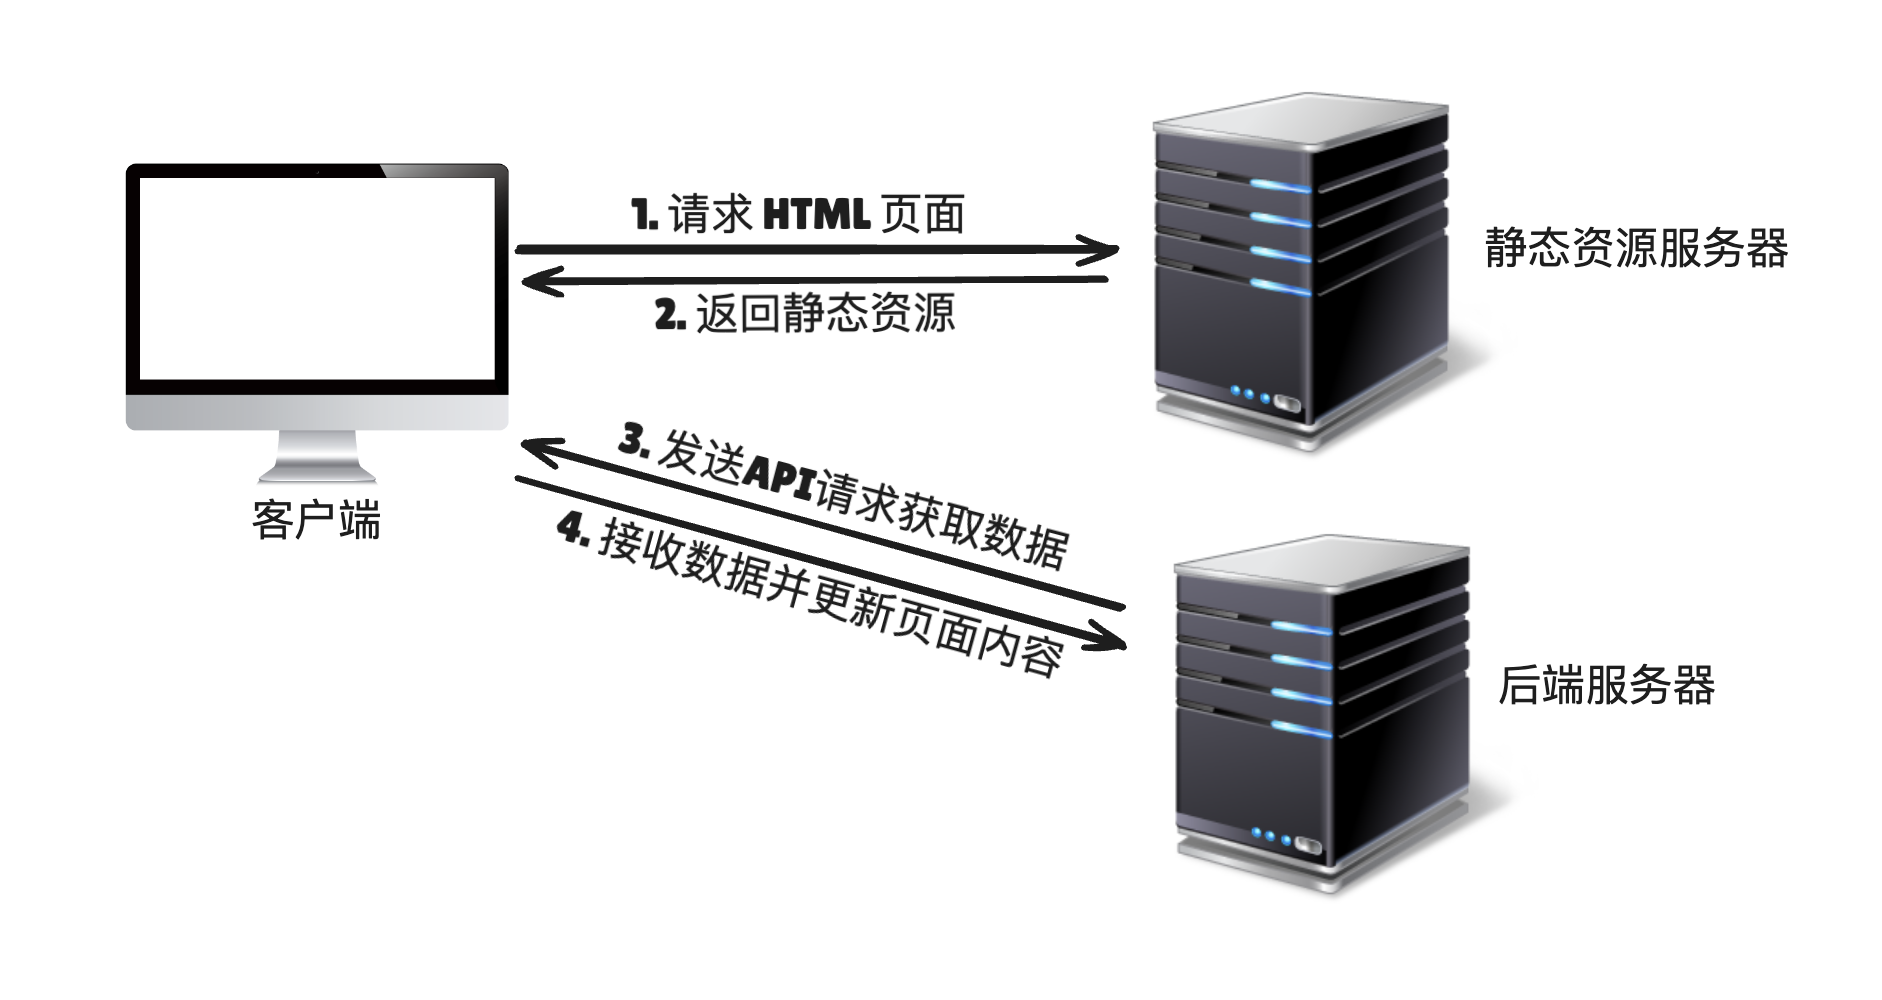 1. 请求 HTML 页面
2. 返回静态资源
静态资源服务器
客户端
3. 发送API请求获取数据
4. 接收数据并更新页面内容
后端服务器